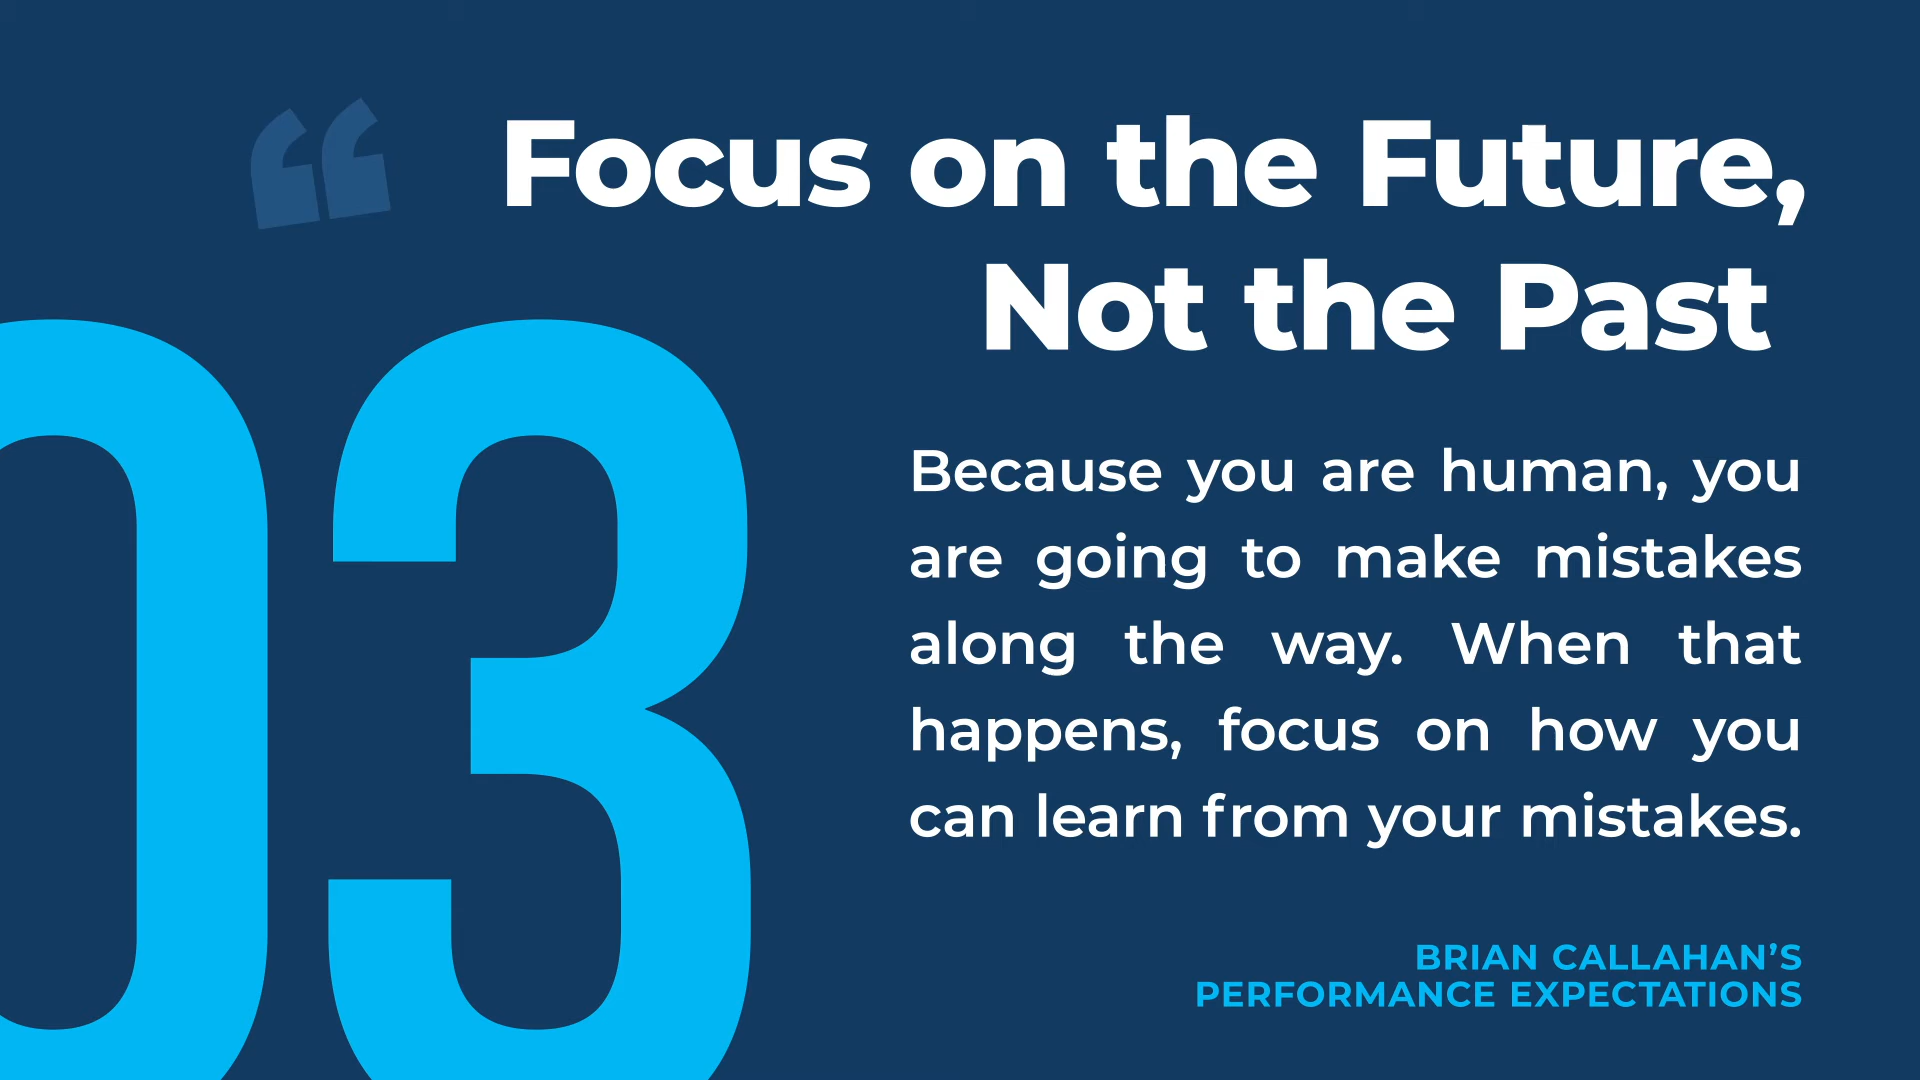 “
Focus on the Future,
Not the Past
03
Because you are human, you
are going to make mistakes
along the way. When that
happens, focus on how you
can learn from your mistakes.
BRIAN CALLAHAN’S
PERFORMANCE EXPECTATIONS